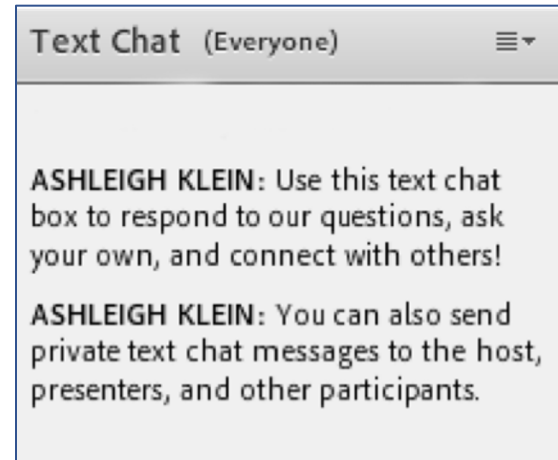 Text Chat (Everyone)
ASHLEIGH KLEIN: Use this text chat
box to respond to our questions, ask
your own, and connect with others!
ASHLEIGH KLEIN: You can also send
private text chat messages to the host,
presenters, and other participants.